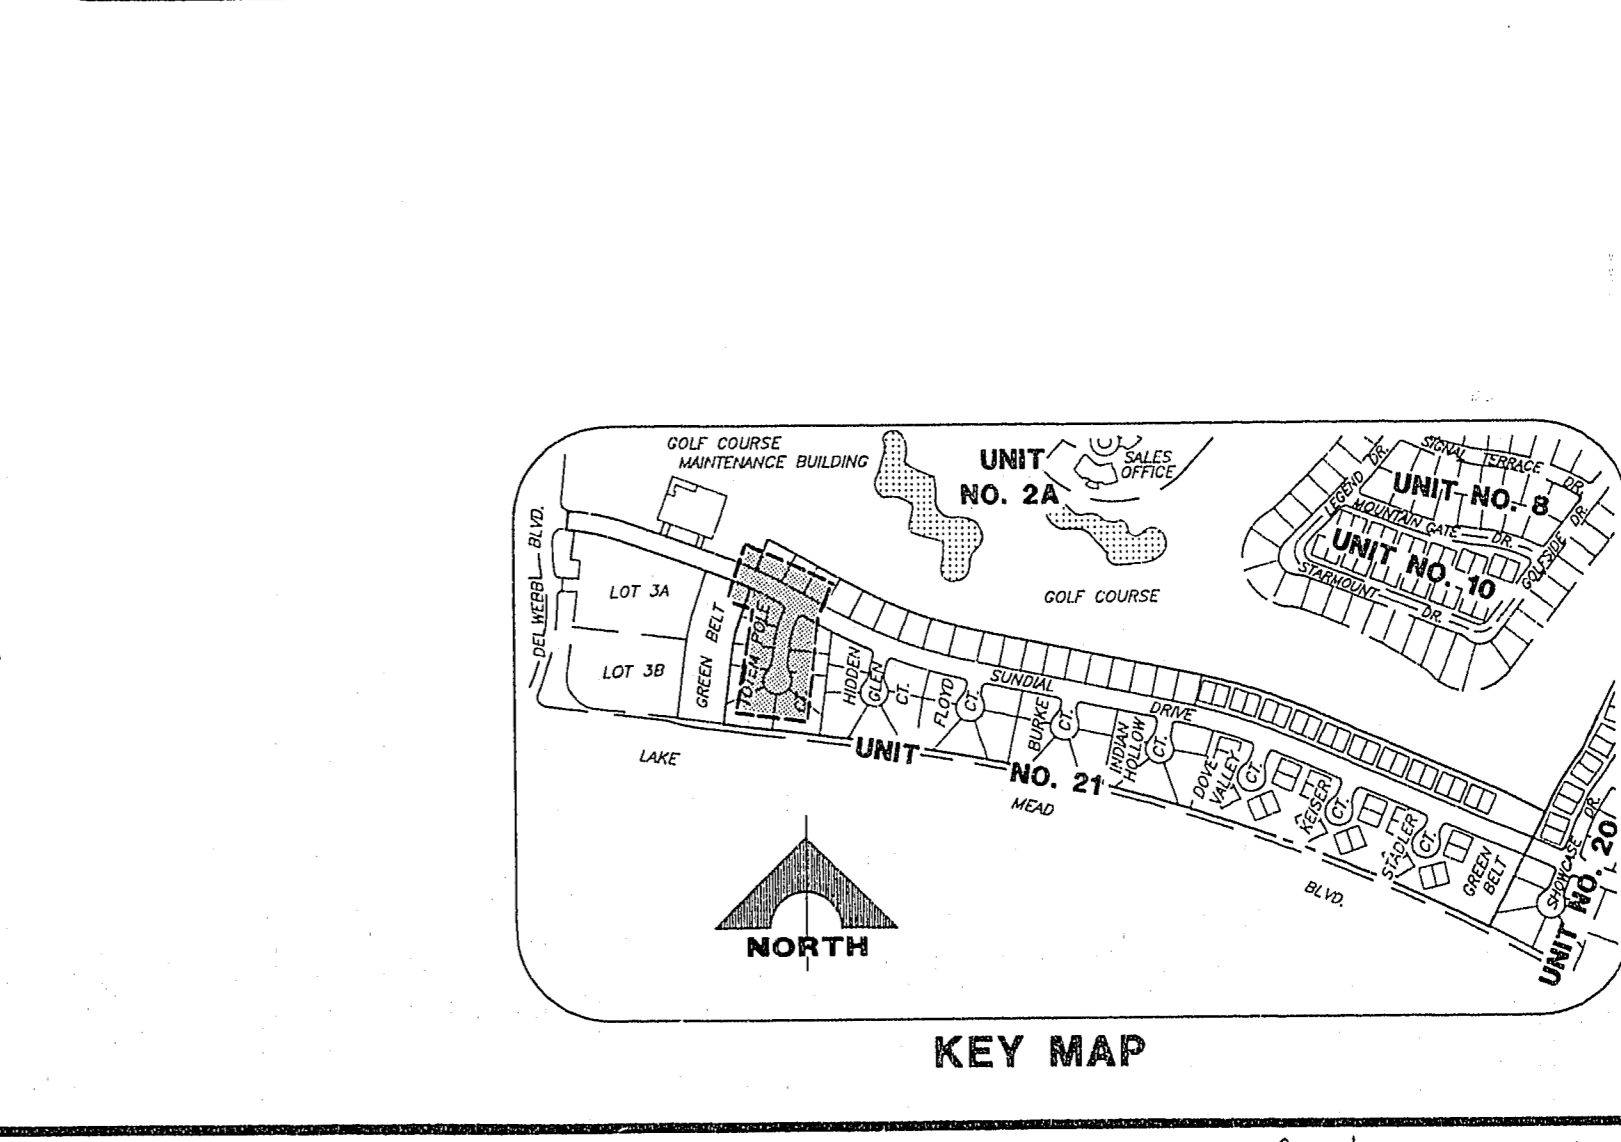 GOLF COURSE
MAINTENANCE BUILDING
UNIT
NO. 2A
SALES
OFFICE
SIGNAL TERRACE DR.
UNIT NO. 8
LEGEND DR.
MOUNTAIN GATE DR.
UNIT NO. 10
GOLFSIDE DR.
STARMOUNT DR.
DEL WEBB BLVD.
LOT 3A
GOLF COURSE
LOT 3B
GREEN BELT
TOTEM POLE
CT.
HIDDEN
GLEN
CT.
FLOYD
CT.
SUNDIAL
DRIVE
BURKE
CT.
INDIAN
HOLLOW
CT.
DOVE
VALLEY
CT.
KEISER
CT.
STADLER
CT.
GREEN
BELT
SHOWCASE
DR.
UNIT NO. 20
UNIT
NO. 21
LAKE
MEAD
BLVD.
NORTH
KEY MAP